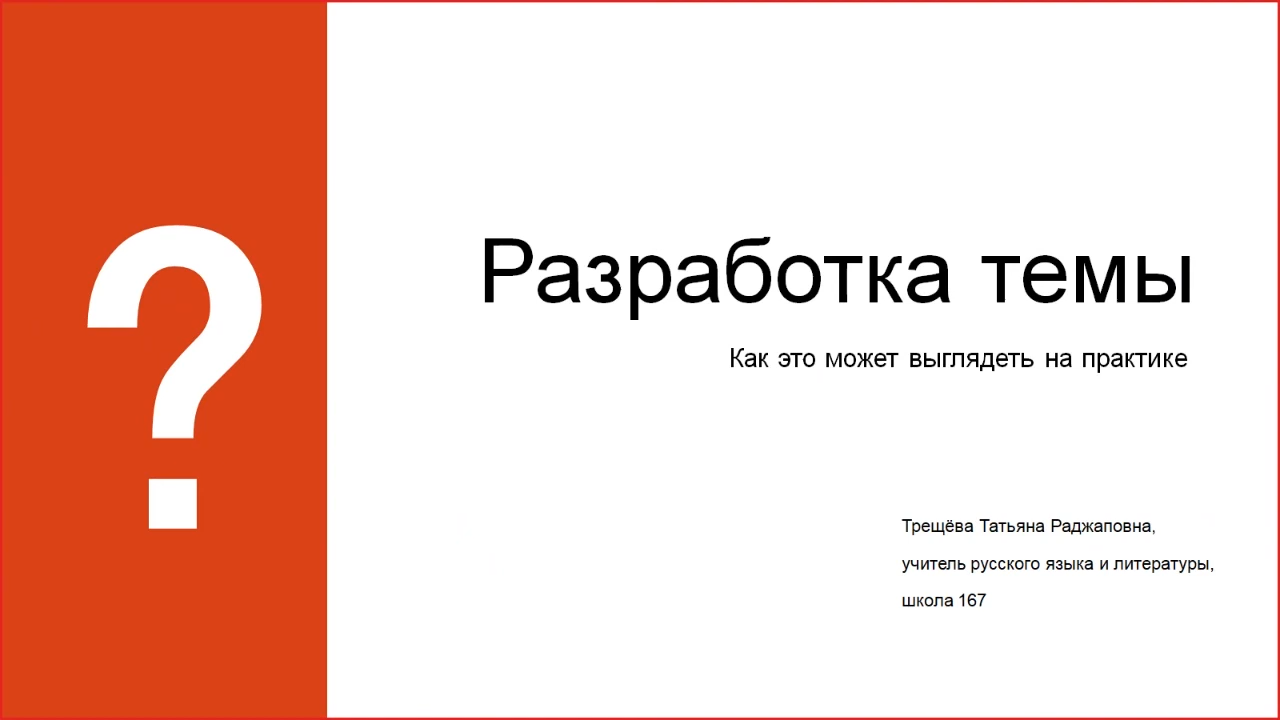 ?
Разработка темы
Как это может выглядеть на практике
Трещёва Татьяна Раджаповна,
учитель русского языка и литературы,
школа 167